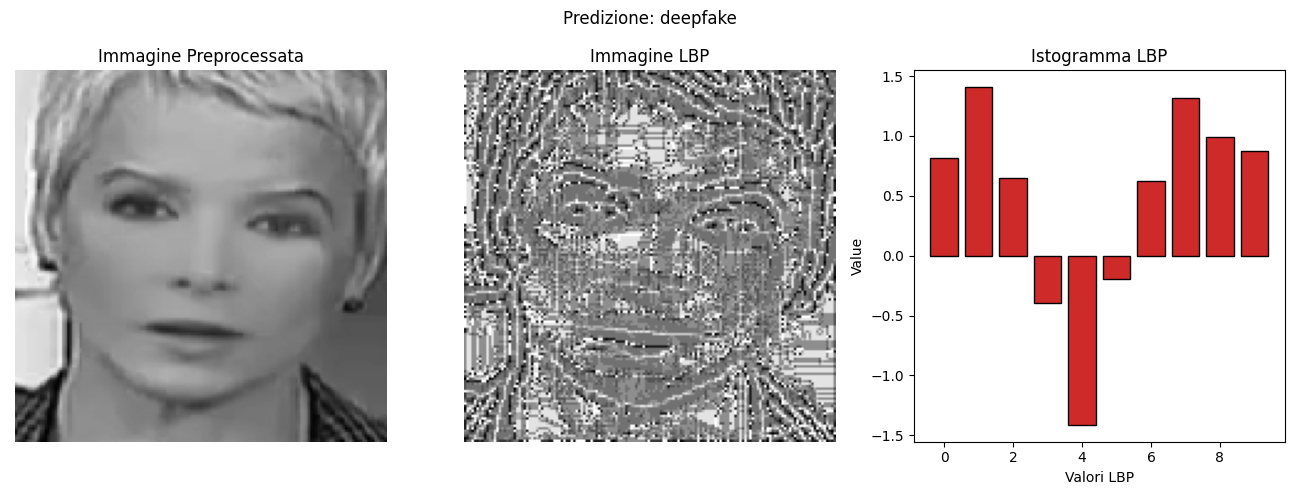 Predizione: deepfake
Immagine Preprocessata
Immagine LBP
Istogramma LBP
1.5
1.0
0.5
0.0
−0.5
−1.0
−1.5
Value
0 2 4 6 8
Valori LBP